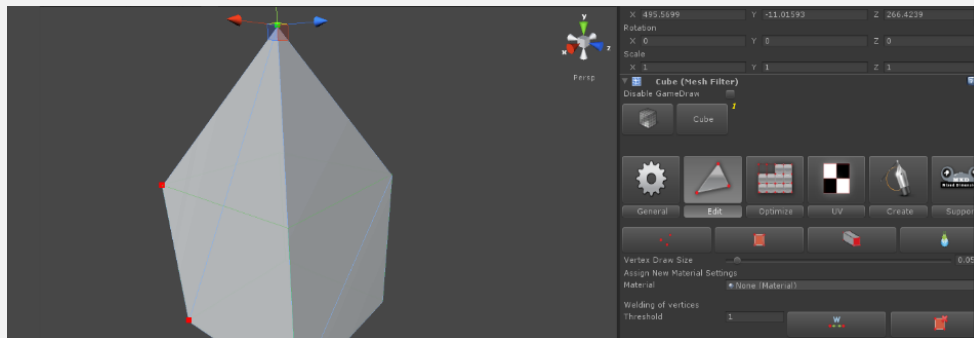 X 495.5699 Y -11.01593 Z 266.4239
Rotation
X 0 Y 0 Z 0
Scale
X 1 Y 1 Z 1
Cube (Mesh Filter)
Disable GameDraw
Cube
1
General Edit Optimize UV Create Suppor
Vertex Draw Size 0.05
Assign New Material Settings
Material None (Material)
Welding of vertices
Threshold 1
W
y
x z
Persp